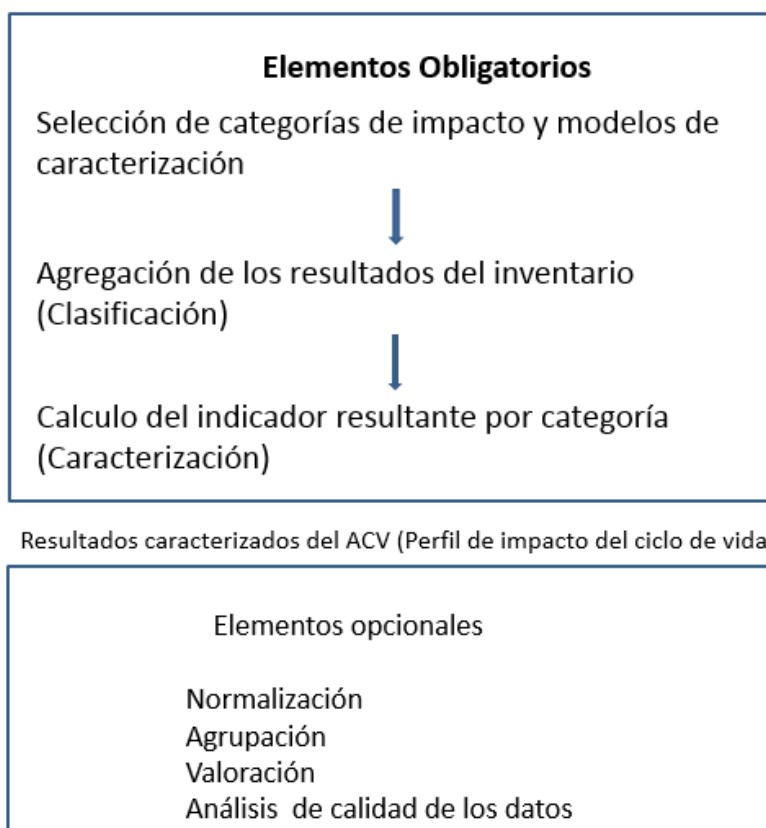 Elementos Obligatorios
Selección de categorías de impacto y modelos de
caracterización
Agregación de los resultados del inventario
(Clasificación)
Calculo del indicador resultante por categoría
(Caracterización)
Resultados caracterizados del ACV (Perfil de impacto del ciclo de vida
Elementos opcionales
Normalización
Agrupación
Valoración
Análisis de calidad de los datos